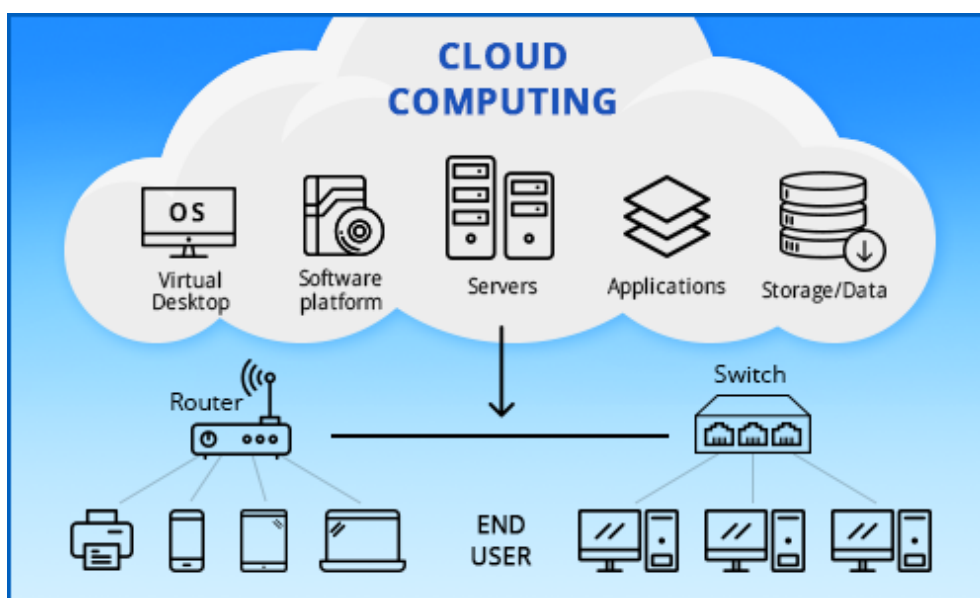 CLOUD
COMPUTING
OS
Virtual
Desktop
Software
platform
Servers
Applications
Storage/Data
Router
Switch
END
USER